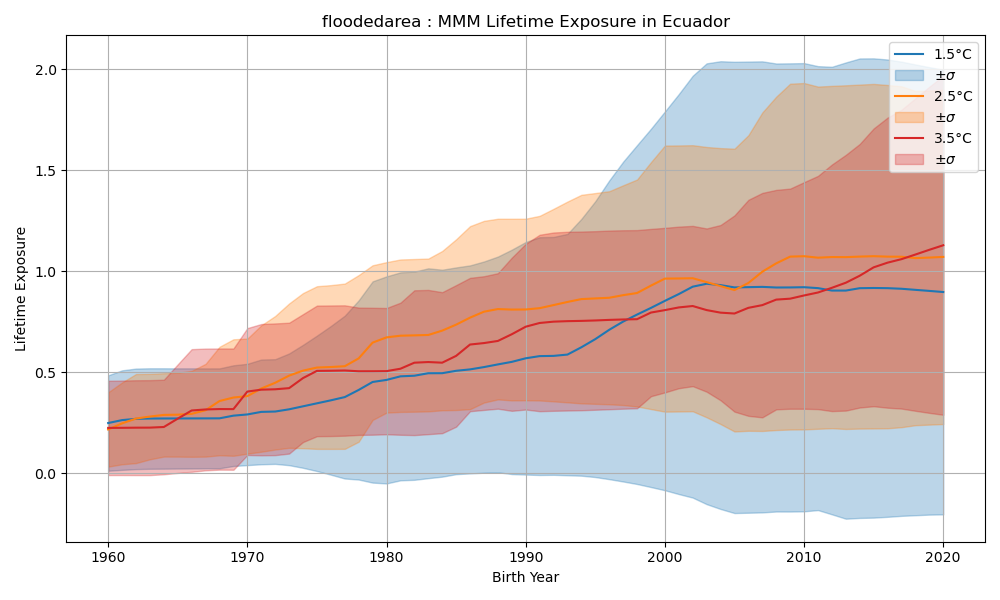 floodedarea : MMM Lifetime Exposure in Ecuador
Lifetime Exposure
2.0
1.5
1.0
0.5
0.0
1960 1970 1980 1990 2000 2010 2020
Birth Year
1.5°C
±σ
2.5°C
±σ
3.5°C
±σ